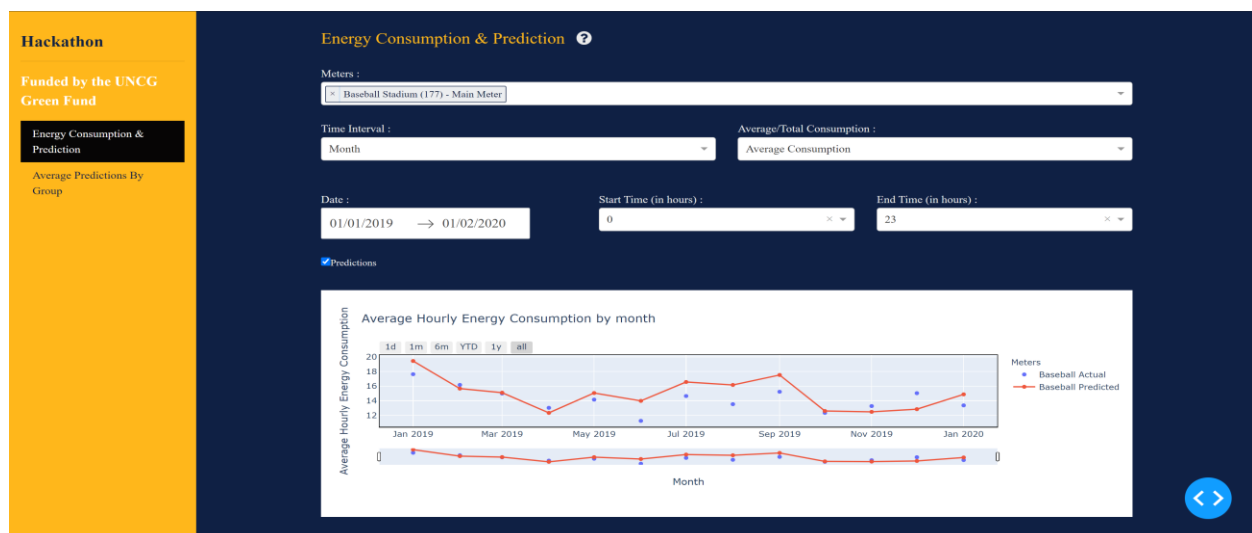 Hackathon
Funded by the UNCG
Green Fund
Energy Consumption &
Prediction
Average Predictions By
Group
Energy Consumption & Prediction ?
Meters :
× Baseball Stadium (177) - Main Meter
Time Interval :
Month
Average/Total Consumption :
Average Consumption
Date :
01/01/2019 → 01/02/2020
Start Time (in hours) :
0 ×
End Time (in hours) :
23 ×
Predictions
Average Hourly Energy Consumption by month
1d 1m 6m YTD 1y all
Average Hourly Energy Consumption
20
18
16
14
12
Jan 2019 Mar 2019 May 2019 Jul 2019 Sep 2019 Nov 2019 Jan 2020
Month
Meters
Baseball Actual
Baseball Predicted